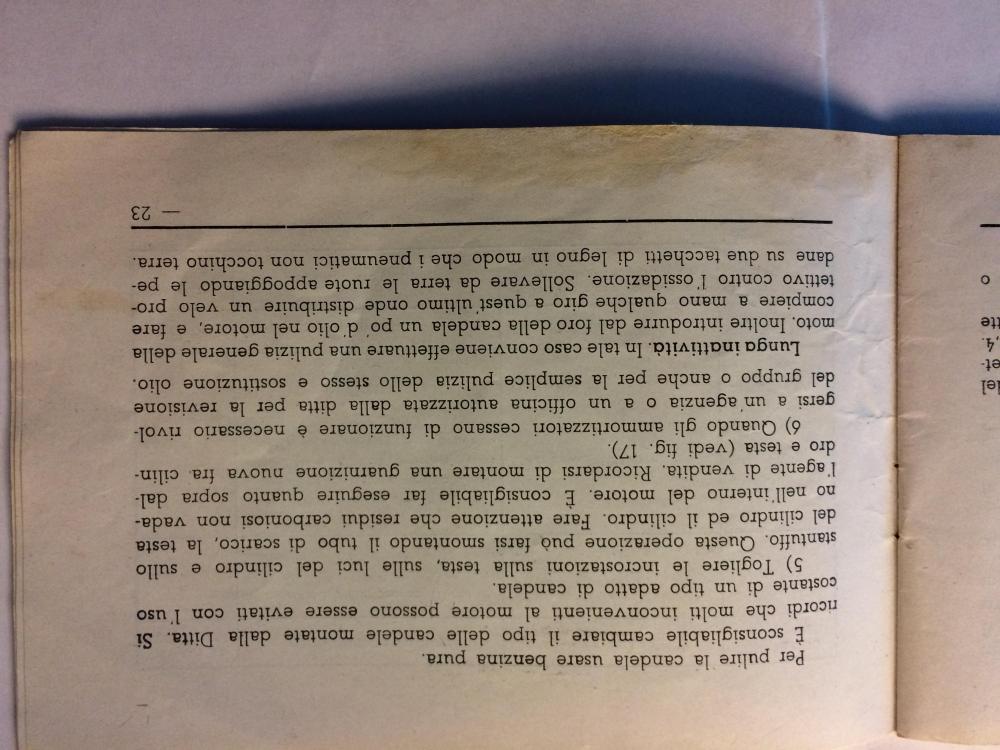 Per pulire la candela usare benzina pura.
È sconsigliabile cambiare il tipo delle candele montate dalla Ditta. Si
ricordi che molti inconvenienti al motore possono essere evitati con l'uso
costante di un tipo adatto di candela.
5) Togliere le incrostazioni sulla testa, sulle luci del cilindro e sullo
stantuffo. Questa operazione può farsi smontando il tubo di scarico, la testa
del cilindro ed il cilindro. Fare attenzione che residui carboniosi non vada-
no nell'interno del motore. È consigliabile far eseguire quanto sopra dal-
l'agente di vendita. Ricordarsi di montare una guarnizione nuova fra cilin-
dro e testa (vedi fig. 17).
6) Quando gli ammortizzatori cessano di funzionare è necessario rivol-
gersi a un'agenzia o a un officina autorizzata dalla ditta per la revisione
del gruppo o anche per la semplice pulizia dello stesso e sostituzione olio.
Lunga inattività. In tale caso conviene effettuare una pulizia generale della
moto. Inoltre introdurre dal foro della candela un po' d'olio nel motore, e fare
compiere a mano qualche giro a quest'ultimo onde distribuire un velo pro-
tettivo contro l'ossidazione. Sollevare da terra le ruote appoggiando le pe-
dane su due tacchetti di legno in modo che i pneumatici non tocchino terra.
— 23
del
et-
,4.
tte
o